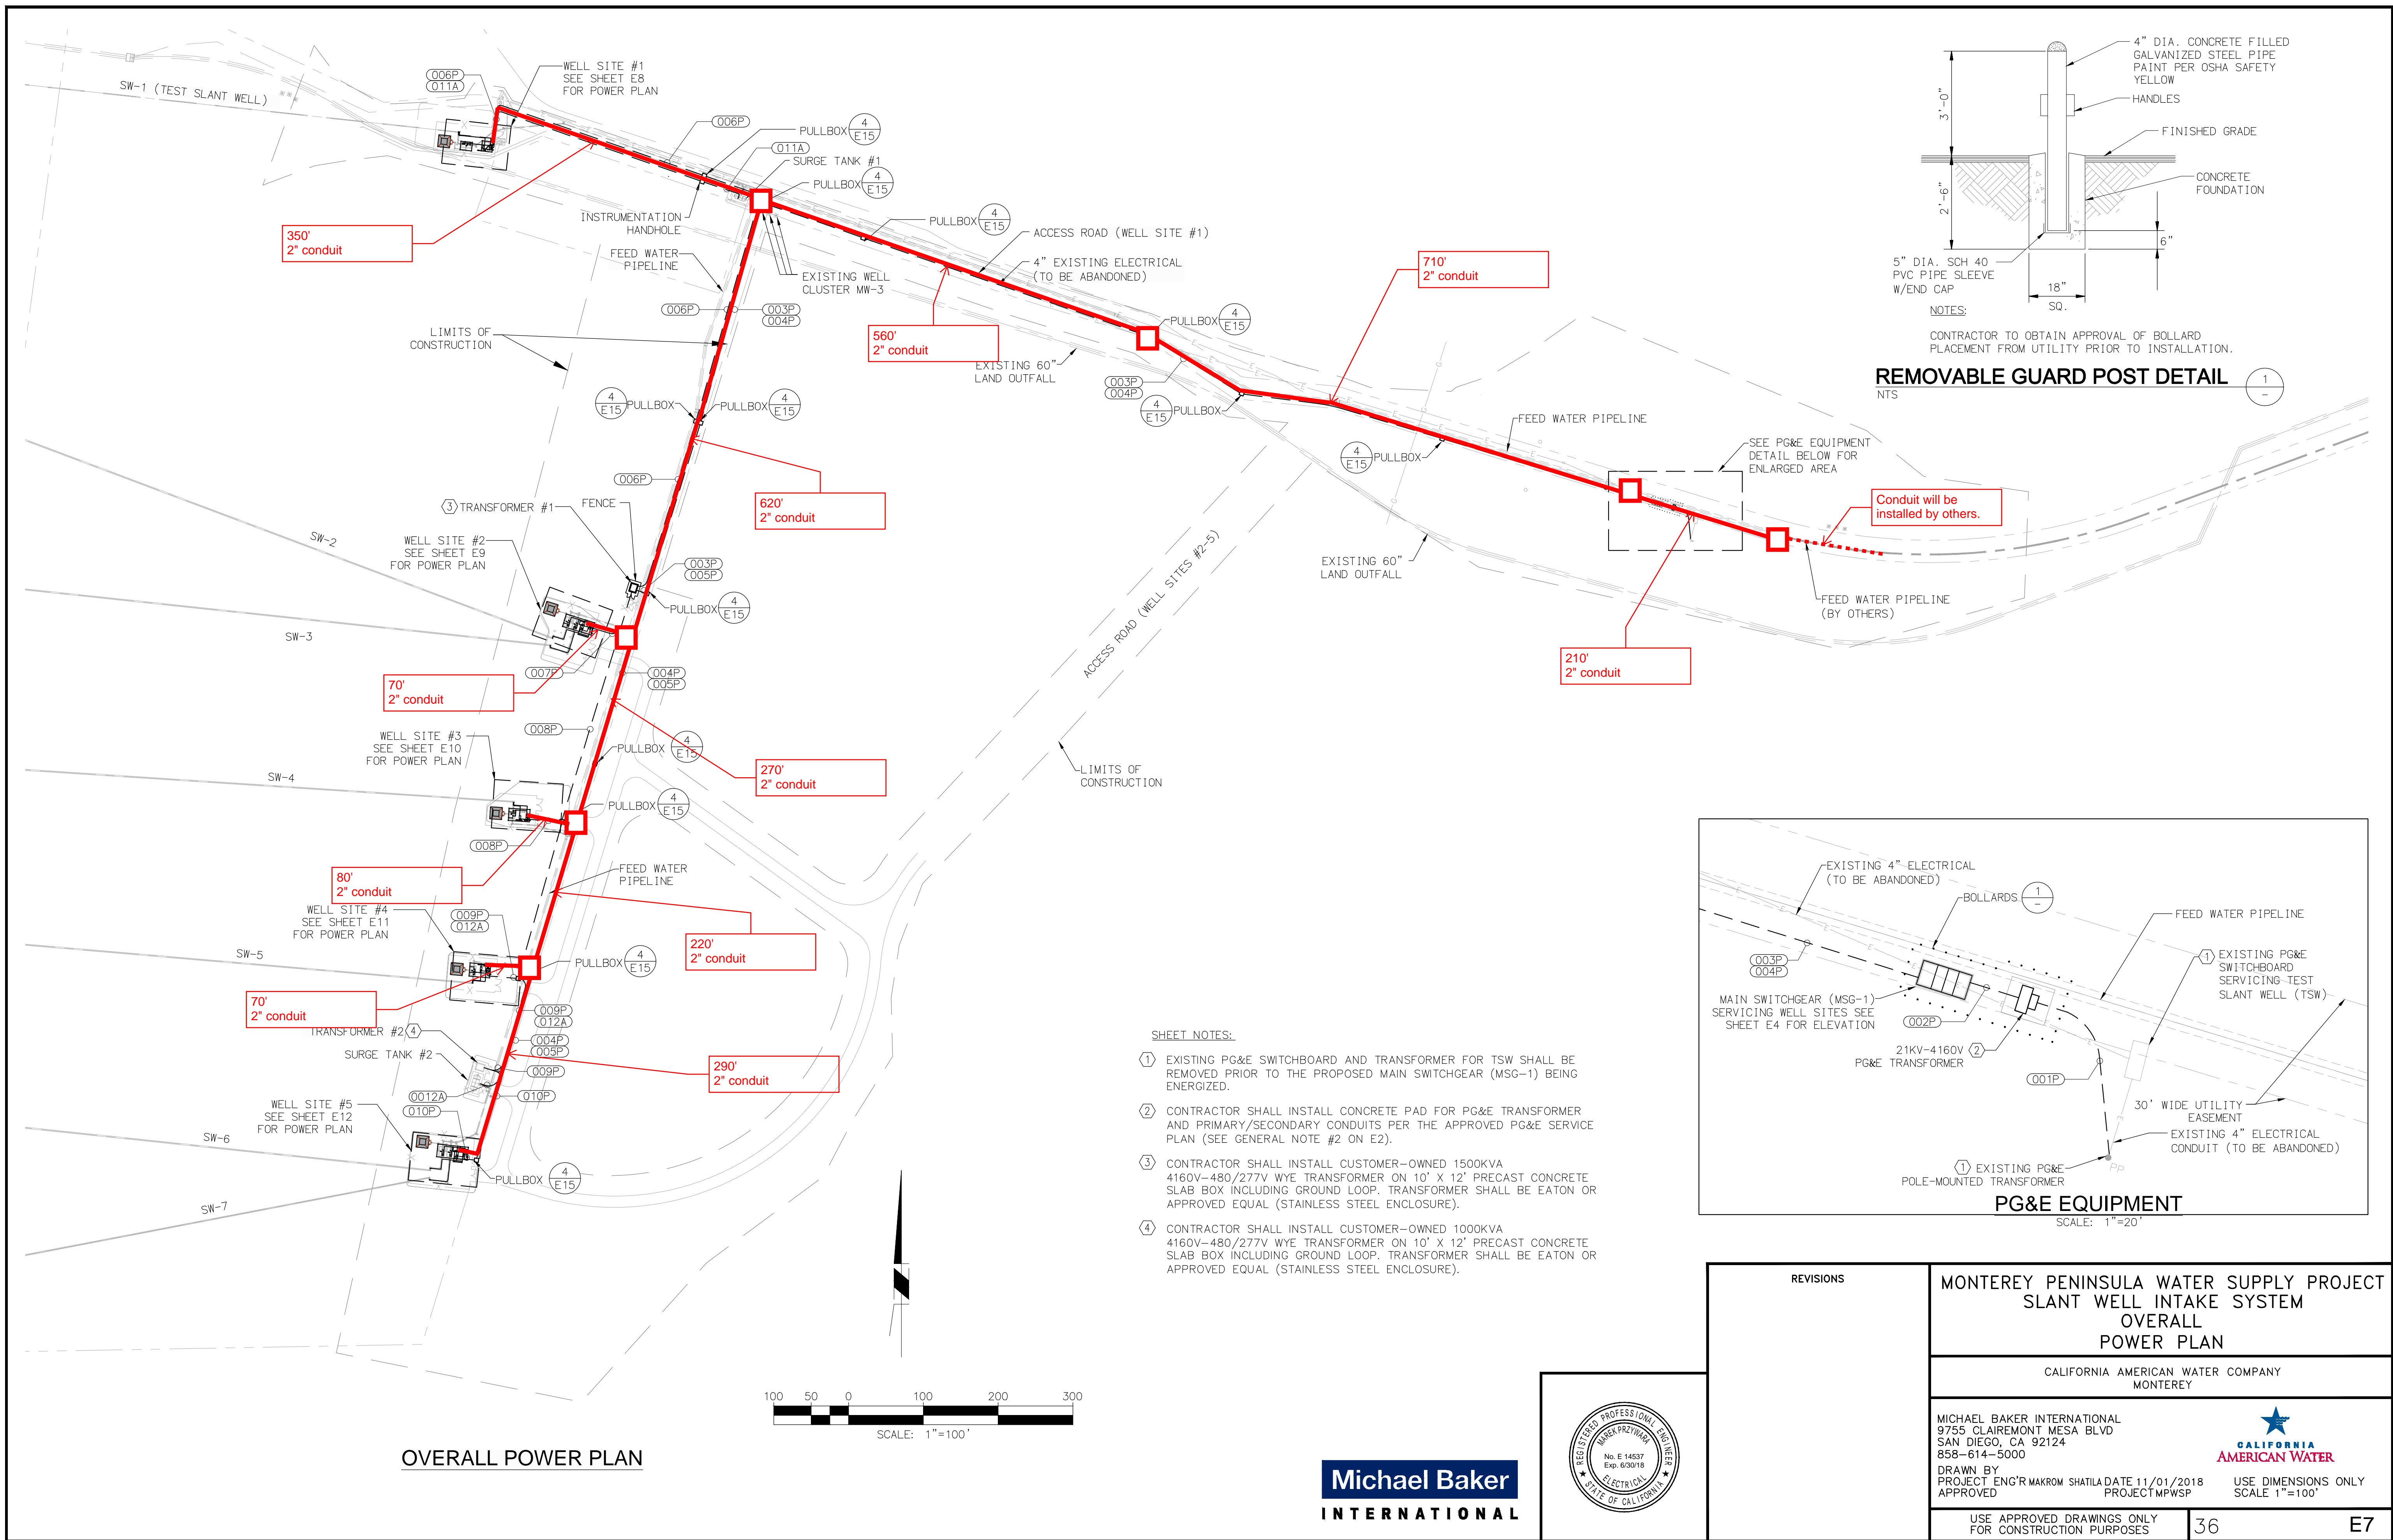 SW-1 (TEST SLANT WELL)
006P
011A
WELL SITE #1
SEE SHEET E8
FOR POWER PLAN
006P
PULLBOX
4
E15
011A
SURGE TANK #1
PULLBOX
4
E15
INSTRUMENTATION
HANDHOLE
FEED WATER
PIPELINE
EXISTING WELL
CLUSTER MW-3
PULLBOX
4
E15
ACCESS ROAD (WELL SITE #1)
4" EXISTING ELECTRICAL
(TO BE ABANDONED)
350'
2" conduit
560'
2" conduit
710'
2" conduit
LIMITS OF
CONSTRUCTION
006P
003P
004P
EXISTING 60"
LAND OUTFALL
PULLBOX
4
E15
003P
004P
4
E15
PULLBOX
4
E15
PULLBOX
PULLBOX
4
E15
FEED WATER PIPELINE
4
E15
PULLBOX
SEE PG&E EQUIPMENT
DETAIL BELOW FOR
ENLARGED AREA
Conduit will be
installed by others.
FEED WATER PIPELINE
(BY OTHERS)
EXISTING 60"
LAND OUTFALL
210'
2" conduit
006P
620'
2" conduit
3
TRANSFORMER #1
FENCE
WELL SITE #2
SEE SHEET E9
FOR POWER PLAN
SW-2
003P
005P
PULLBOX
4
E15
SW-3
007P
004P
005P
70'
2" conduit
ACCESS ROAD (WELL SITES #2-5)
008P
WELL SITE #3
SEE SHEET E10
FOR POWER PLAN
PULLBOX
4
E15
270'
2" conduit
LIMITS OF
CONSTRUCTION
SW-4
PULLBOX
4
E15
008P
80'
2" conduit
FEED WATER
PIPELINE
WELL SITE #4
SEE SHEET E11
FOR POWER PLAN
009P
012A
220'
2" conduit
SW-5
PULLBOX
4
E15
70'
2" conduit
009P
012A
TRANSFORMER #2
4
004P
005P
SURGE TANK #2
009P
290'
2" conduit
0012A
010P
010P
WELL SITE #5
SEE SHEET E12
FOR POWER PLAN
SW-6
PULLBOX
4
E15
SW-7
4" DIA. CONCRETE FILLED
GALVANIZED STEEL PIPE
PAINT PER OSHA SAFETY
YELLOW
HANDLES
FINISHED GRADE
CONCRETE
FOUNDATION
3'-0"
2'-6"
6"
5" DIA. SCH 40
PVC PIPE SLEEVE
W/END CAP
18"
SQ.
NOTES:
CONTRACTOR TO OBTAIN APPROVAL OF BOLLARD
PLACEMENT FROM UTILITY PRIOR TO INSTALLATION.
REMOVABLE GUARD POST DETAIL
1
-
NTS
EXISTING 4" ELECTRICAL
(TO BE ABANDONED)
BOLLARDS
1
-
FEED WATER PIPELINE
003P
004P
1
EXISTING PG&E
SWITCHBOARD
SERVICING TEST
SLANT WELL (TSW)
MAIN SWITCHGEAR (MSG-1)
SERVICING WELL SITES SEE
SHEET E4 FOR ELEVATION
002P
21KV-4160V
2
PG&E TRANSFORMER
001P
30' WIDE UTILITY
EASEMENT
EXISTING 4" ELECTRICAL
CONDUIT (TO BE ABANDONED)
1
EXISTING PG&E
POLE-MOUNTED TRANSFORMER
PP
PG&E EQUIPMENT
SCALE: 1"=20'
SHEET NOTES:
1 EXISTING PG&E SWITCHBOARD AND TRANSFORMER FOR TSW SHALL BE
REMOVED PRIOR TO THE PROPOSED MAIN SWITCHGEAR (MSG-1) BEING
ENERGIZED.
2 CONTRACTOR SHALL INSTALL CONCRETE PAD FOR PG&E TRANSFORMER
AND PRIMARY/SECONDARY CONDUITS PER THE APPROVED PG&E SERVICE
PLAN (SEE GENERAL NOTE #2 ON E2).
3 CONTRACTOR SHALL INSTALL CUSTOMER-OWNED 1500KVA
4160V-480/277V WYE TRANSFORMER ON 10' X 12' PRECAST CONCRETE
SLAB BOX INCLUDING GROUND LOOP. TRANSFORMER SHALL BE EATON OR
APPROVED EQUAL (STAINLESS STEEL ENCLOSURE).
4 CONTRACTOR SHALL INSTALL CUSTOMER-OWNED 1000KVA
4160V-480/277V WYE TRANSFORMER ON 10' X 12' PRECAST CONCRETE
SLAB BOX INCLUDING GROUND LOOP. TRANSFORMER SHALL BE EATON OR
APPROVED EQUAL (STAINLESS STEEL ENCLOSURE).
100 50 0 100 200 300
SCALE: 1"=100'
OVERALL POWER PLAN
Michael Baker
INTERNATIONAL
REGISTERED PROFESSIONAL ENGINEER
MAREK PRZYWARA
No. E 14537
Exp. 6/30/18
ELECTRICAL
STATE OF CALIFORNIA
REVISIONS
MONTEREY PENINSULA WATER SUPPLY PROJECT
SLANT WELL INTAKE SYSTEM
OVERALL
POWER PLAN
CALIFORNIA AMERICAN WATER COMPANY
MONTEREY
MICHAEL BAKER INTERNATIONAL
9755 CLAIREMONT MESA BLVD
SAN DIEGO, CA 92124
858-614-5000
CALIFORNIA
AMERICAN WATER
DRAWN BY
PROJECT ENG'R MAKROM SHATILA DATE 11/01/2018
APPROVED PROJECT MPWSP
USE DIMENSIONS ONLY
SCALE 1"=100'
USE APPROVED DRAWINGS ONLY
FOR CONSTRUCTION PURPOSES
36
E7